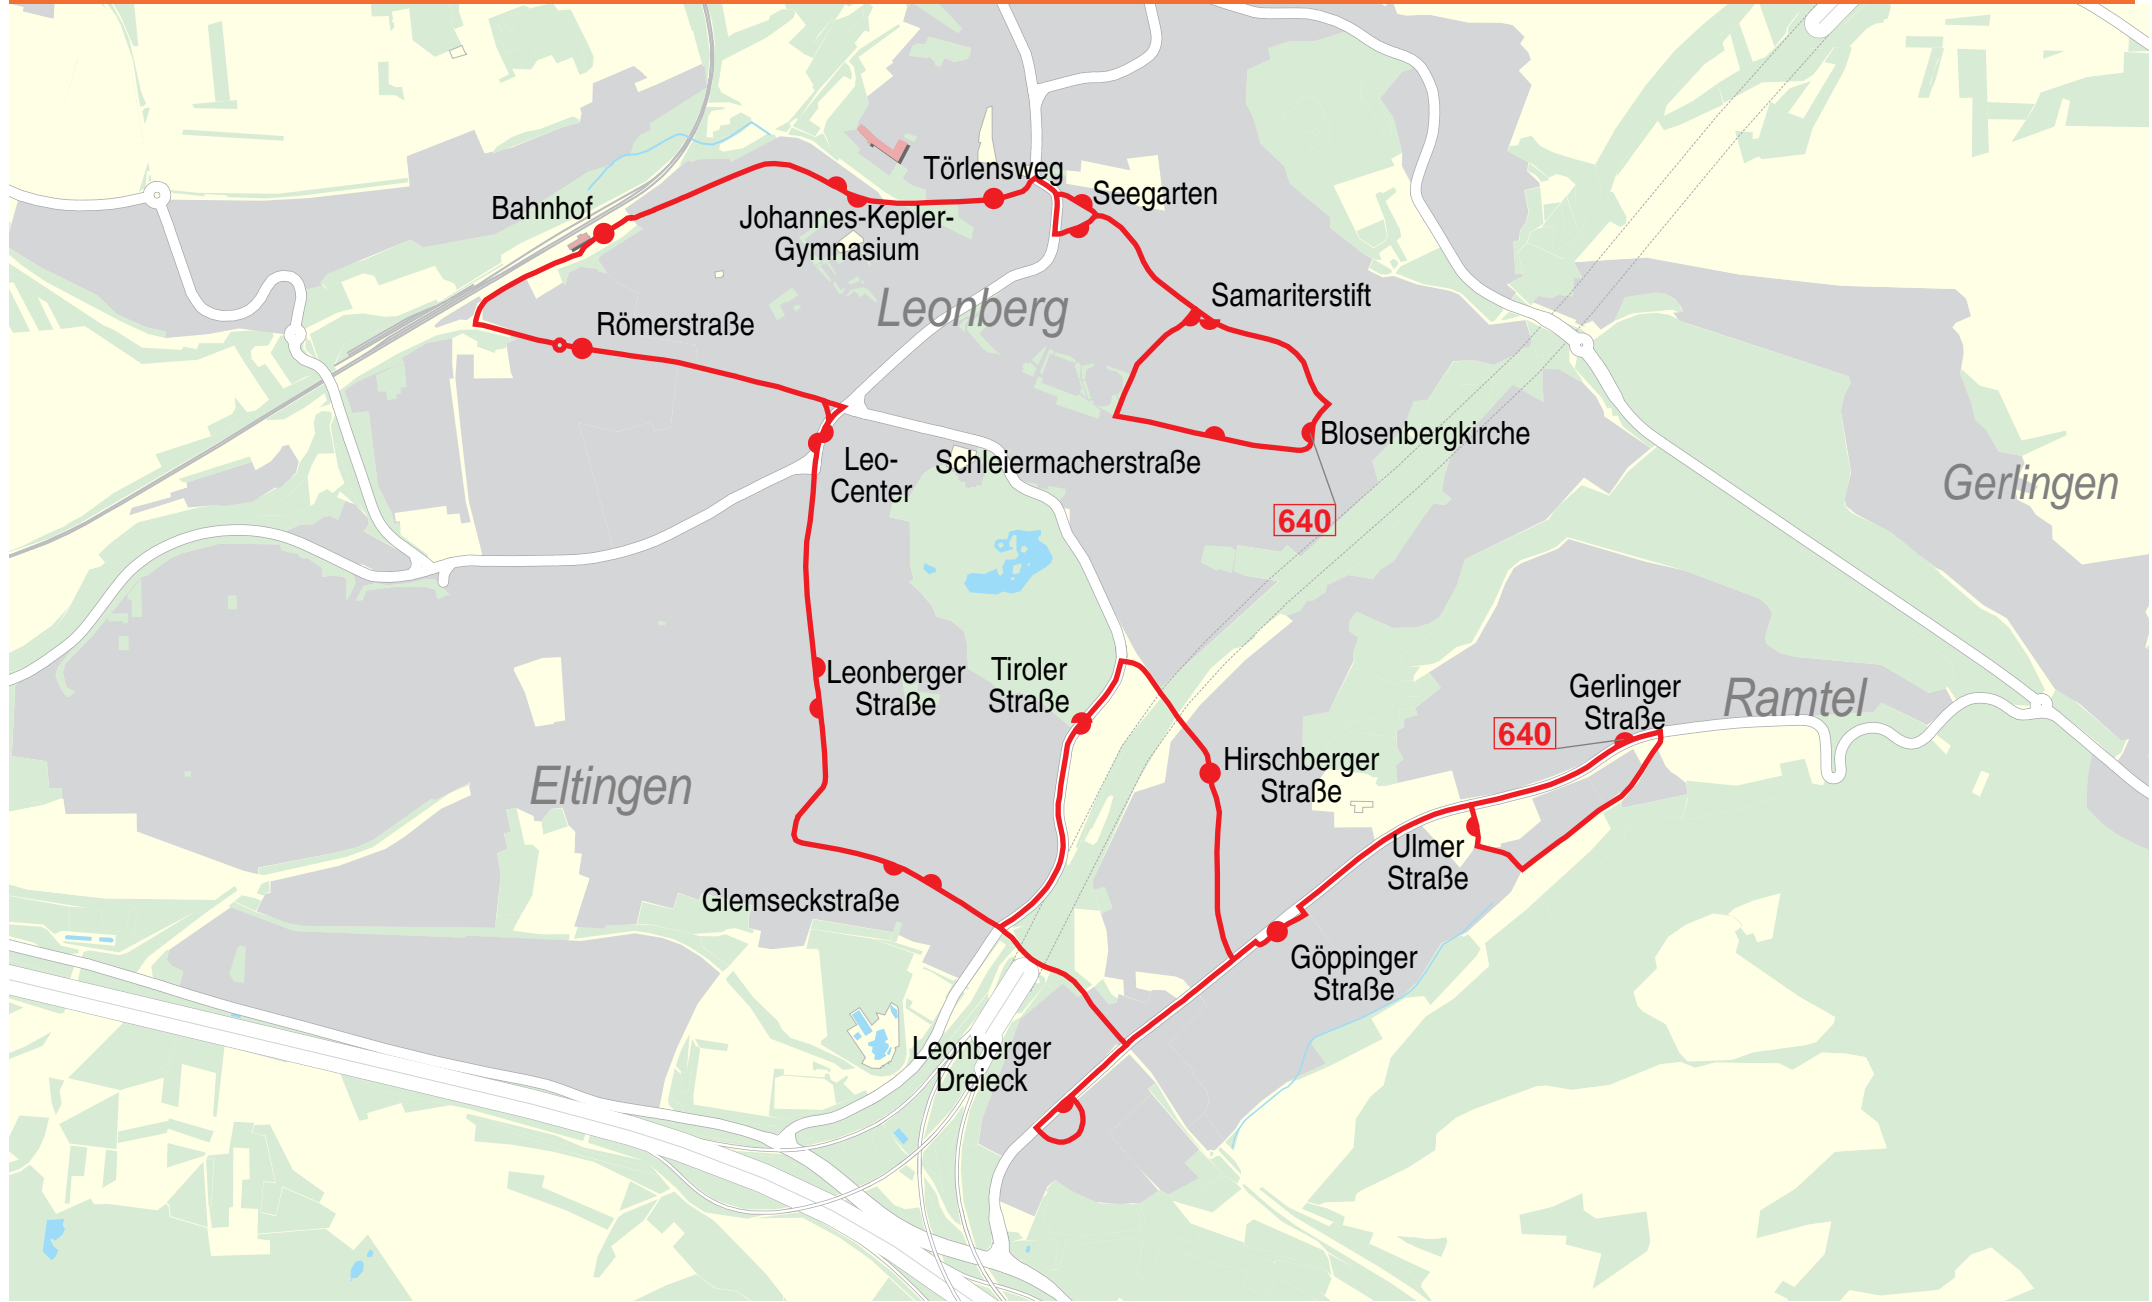 Törlensweg
Seegarten
Bahnhof
Johannes-Kepler-
Gymnasium
Samariterstift
Leonberg
Römerstraße
Blosenbergkirche
Leo-
Center
Schleiermacherstraße
Gerlingen
640
Leonberger
Straße
Tiroler
Straße
Gerlinger
Straße
Ramtel
640
Hirschberger
Straße
Eltingen
Ulmer
Straße
Glemseckstraße
Göppinger
Straße
Leonberger
Dreieck